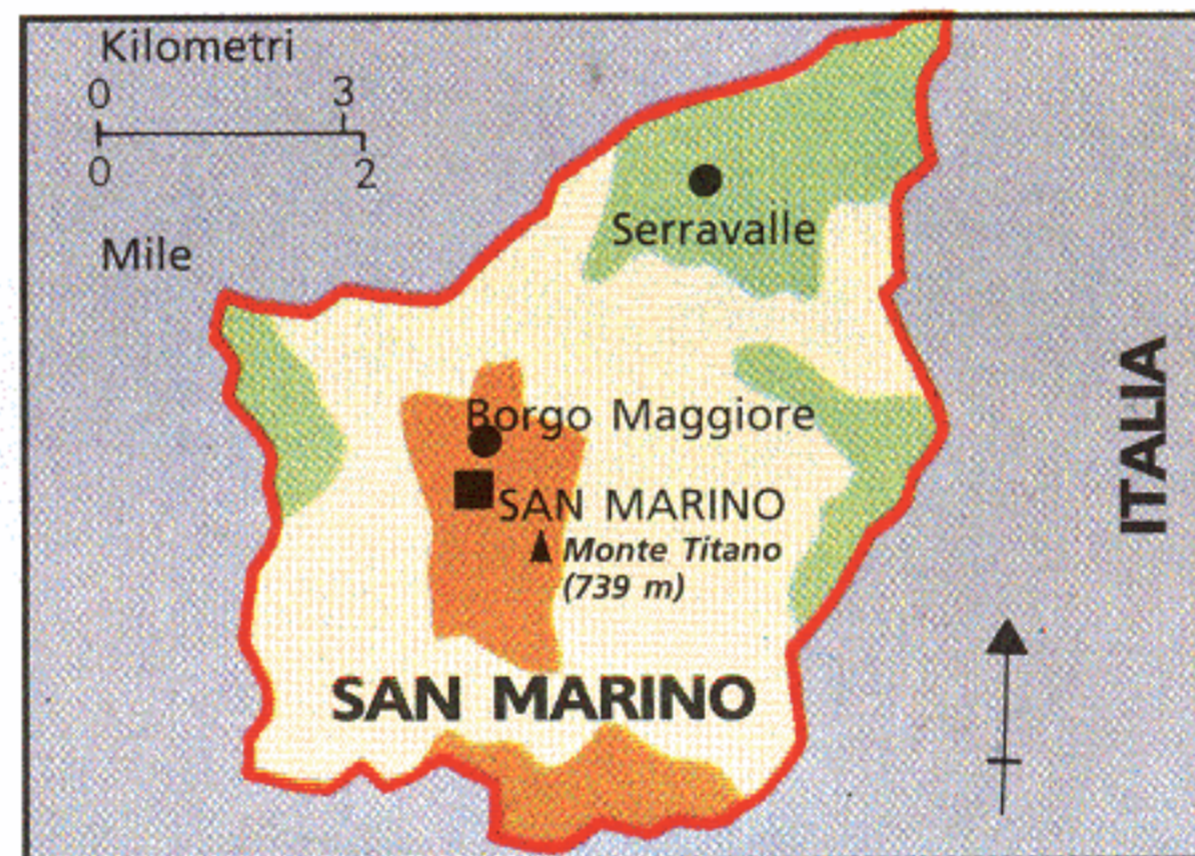 Kilometri
0 3
0 2
Mile
Serravalle
Borgo Maggiore
SAN MARINO
Monte Titano
(739 m)
SAN MARINO
ITALIA